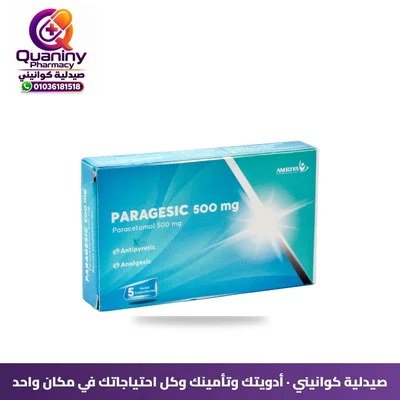 Quaniny
Pharmacy
صيدلية كوانيني
01036181518
AMRIYA
PARAGESIC 500 mg
Paracetamol 500 mg
Antipyretic
Analgesic
5
صيدلية كوانيني · أدويتك وتأمينك وكل احتياجاتك في مكان واحد